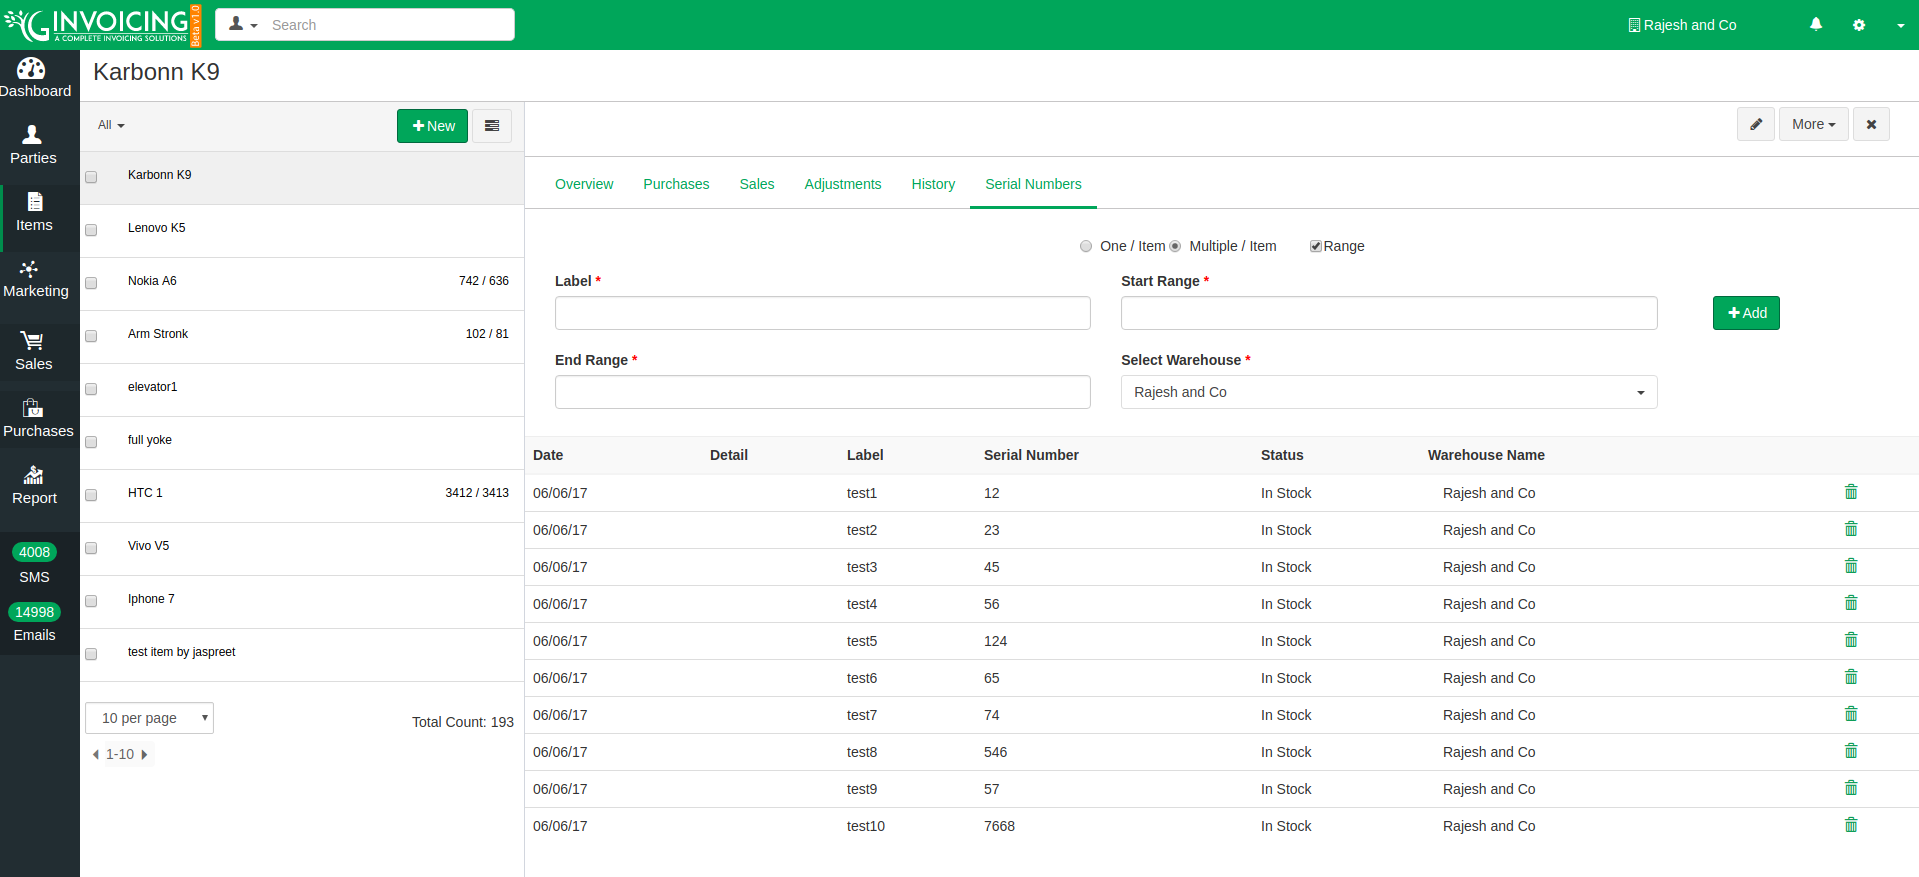 G INVOICING
A COMPLETE INVOICING SOLUTIONS
Beta v1.0
Search
Rajesh and Co
Dashboard
Parties
Items
Marketing
Sales
Purchases
Report
4008
SMS
14998
Emails
Karbonn K9
All
New
Karbonn K9
Lenovo K5
Nokia A6 742 / 636
Arm Stronk 102 / 81
elevator1
full yoke
HTC 1 3412 / 3413
Vivo V5
Iphone 7
test item by jaspreet
10 per page
Total Count: 193
1-10
More
Overview Purchases Sales Adjustments History Serial Numbers
One / Item Multiple / Item Range
Label * Start Range *
Add
End Range * Select Warehouse *
Rajesh and Co
Date Detail Label Serial Number Status Warehouse Name
06/06/17 test1 12 In Stock Rajesh and Co
06/06/17 test2 23 In Stock Rajesh and Co
06/06/17 test3 45 In Stock Rajesh and Co
06/06/17 test4 56 In Stock Rajesh and Co
06/06/17 test5 124 In Stock Rajesh and Co
06/06/17 test6 65 In Stock Rajesh and Co
06/06/17 test7 74 In Stock Rajesh and Co
06/06/17 test8 546 In Stock Rajesh and Co
06/06/17 test9 57 In Stock Rajesh and Co
06/06/17 test10 7668 In Stock Rajesh and Co